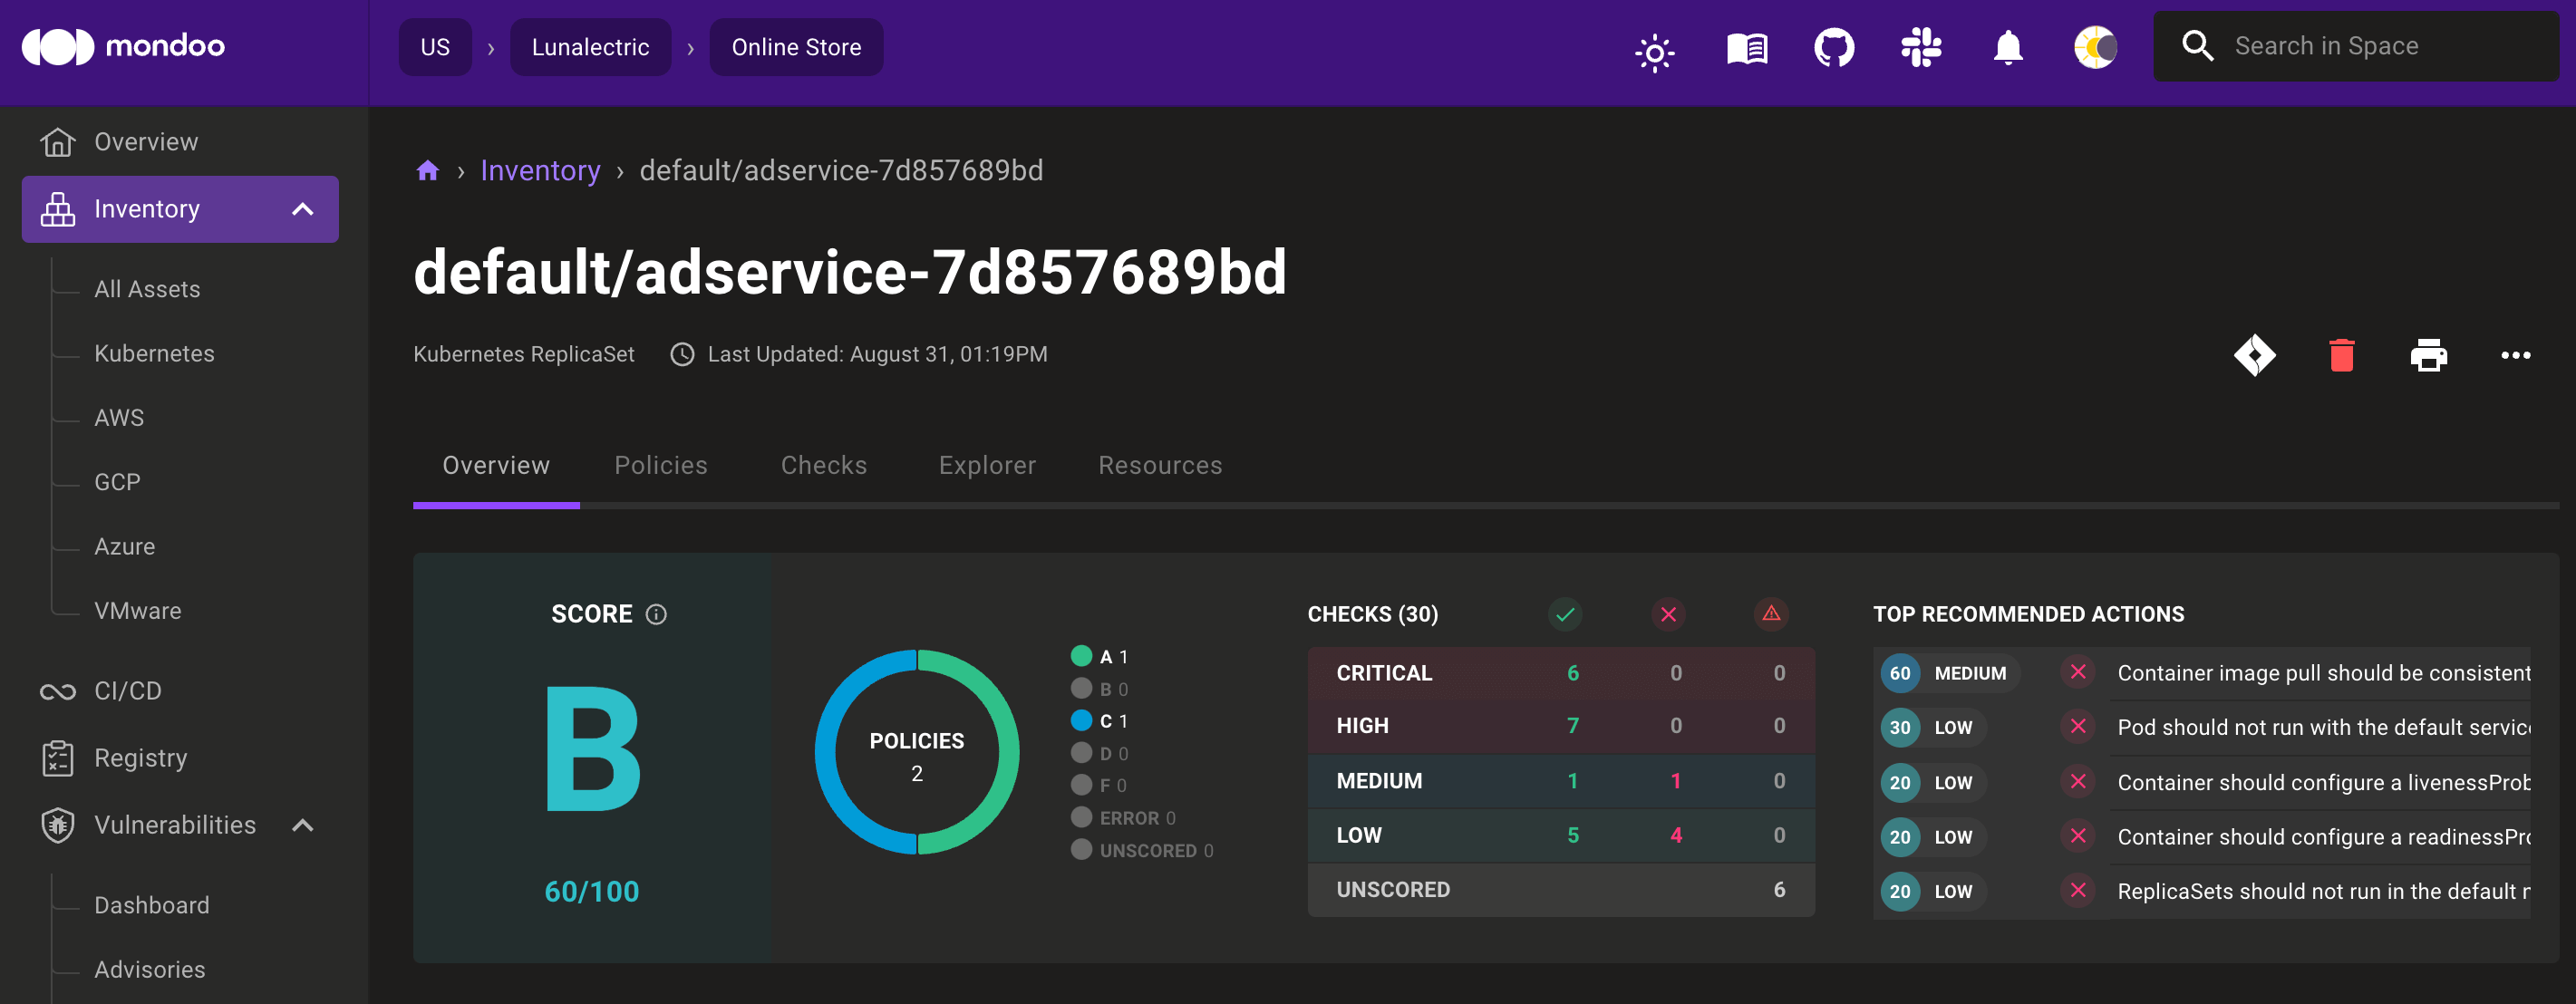 mondoo
US › Lunalectric › Online Store
Search in Space
Overview
Inventory
All Assets
Kubernetes
AWS
GCP
Azure
VMware
CI/CD
Registry
Vulnerabilities
Dashboard
Advisories
› Inventory › default/adservice-7d857689bd
default/adservice-7d857689bd
Kubernetes ReplicaSet Last Updated: August 31, 01:19PM
Overview Policies Checks Explorer Resources
SCORE
B
60/100
POLICIES
2
A 1
B 0
C 1
D 0
F 0
ERROR 0
UNSCORED 0
CHECKS (30)
CRITICAL 6 0 0
HIGH 7 0 0
MEDIUM 1 1 0
LOW 5 4 0
UNSCORED 6
TOP RECOMMENDED ACTIONS
60 MEDIUM Container image pull should be consistent
30 LOW Pod should not run with the default servic
20 LOW Container should configure a livenessProb
20 LOW Container should configure a readinessPro
20 LOW ReplicaSets should not run in the default n